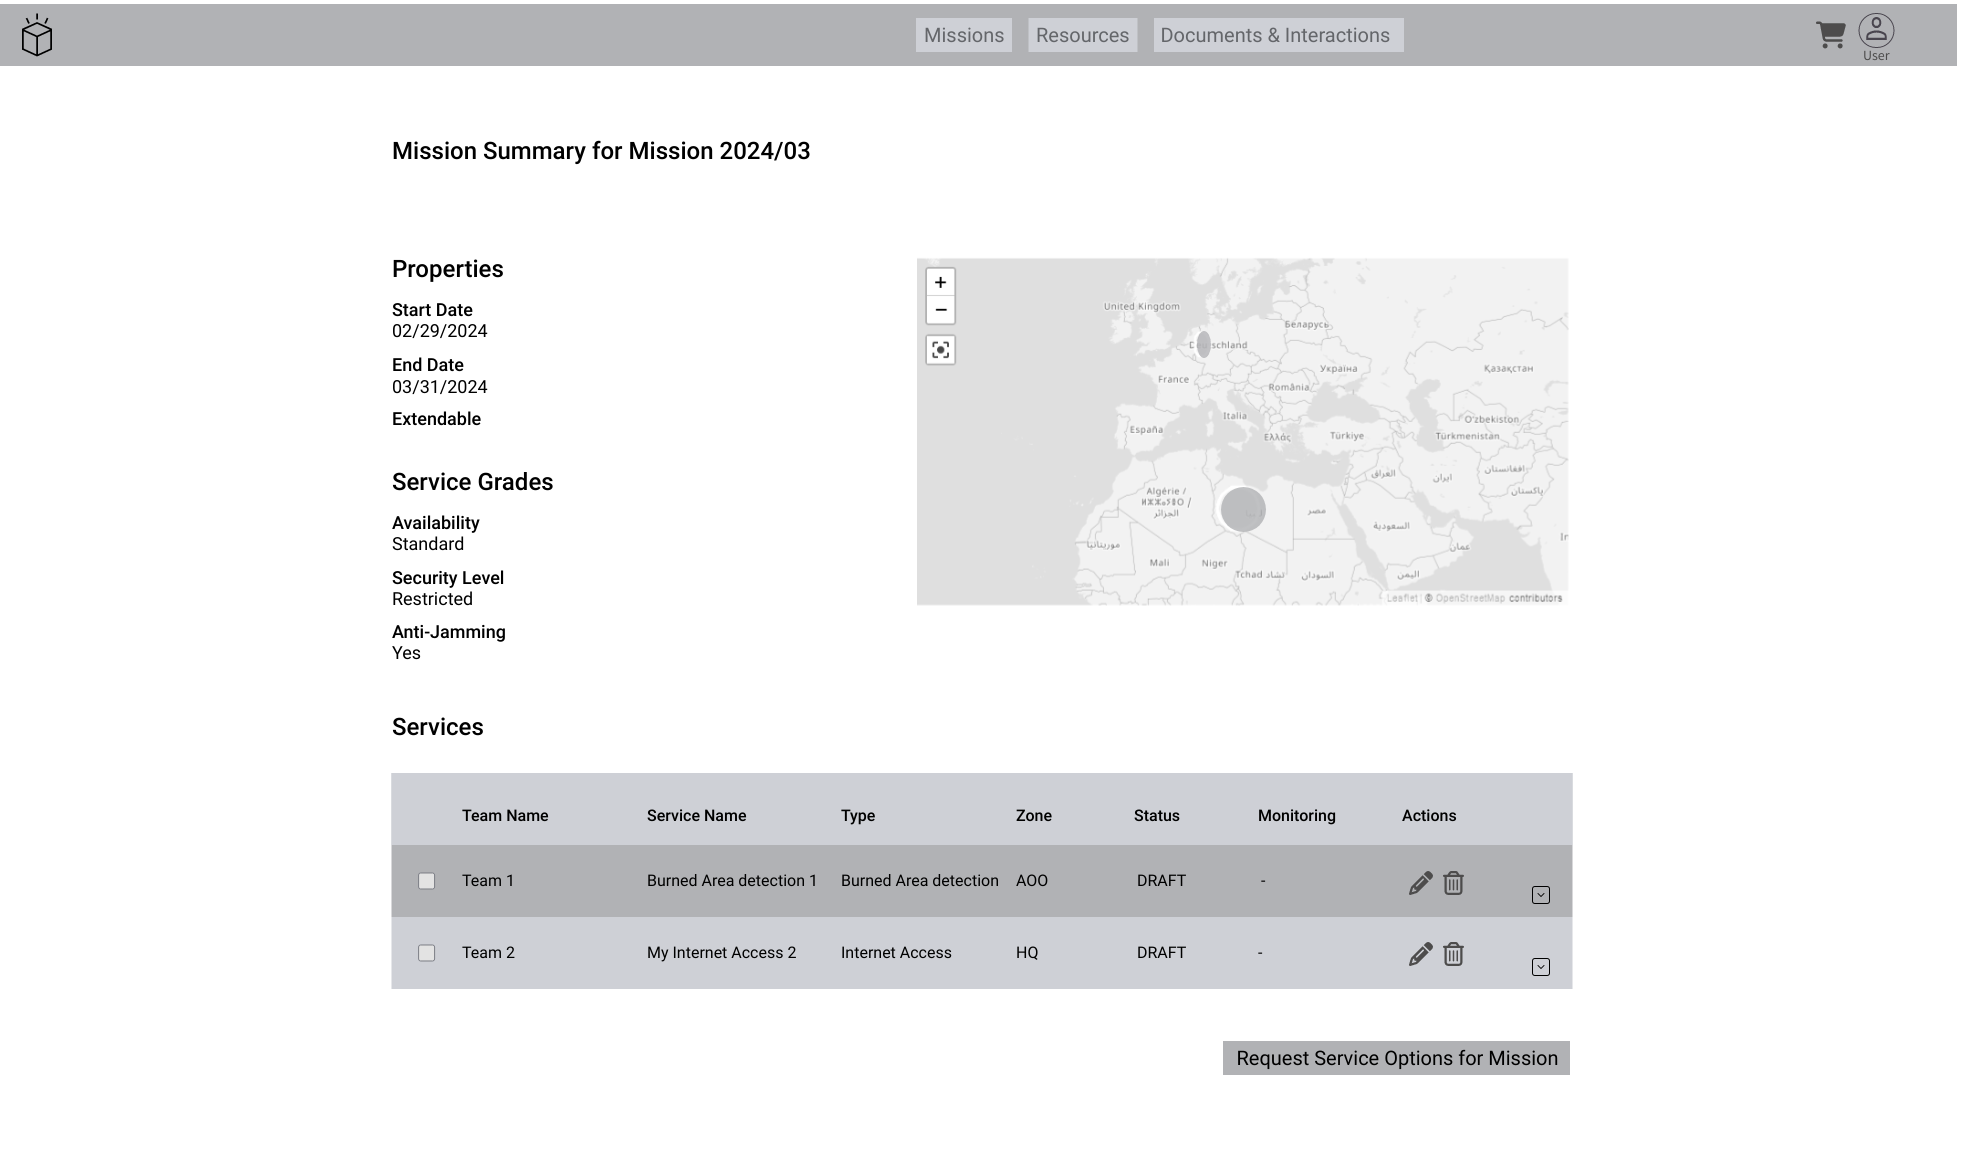 Missions
Resources
Documents & Interactions
User
Mission Summary for Mission 2024/03
Properties
Start Date
02/29/2024
End Date
03/31/2024
Extendable
Service Grades
Availability
Standard
Security Level
Restricted
Anti-Jamming
Yes
+
−
United Kingdom
Беларусь
schland
Україна
Қазақстан
France
România
Italia
O'zbekiston
España
Ελλάς
Türkiye
Türkmenistan
العراق
ایران
افغانستان
پاکستان
Algérie /
الجزائر
مصر
السعودية
موريتانيا
عمان
Mali
Niger
Tchad تشاد
السودان
اليمن
Leaflet | © OpenStreetMap contributors
Services
Team Name Service Name Type Zone Status Monitoring Actions
Team 1 Burned Area detection 1 Burned Area detection AOO DRAFT -
Team 2 My Internet Access 2 Internet Access HQ DRAFT -
Request Service Options for Mission